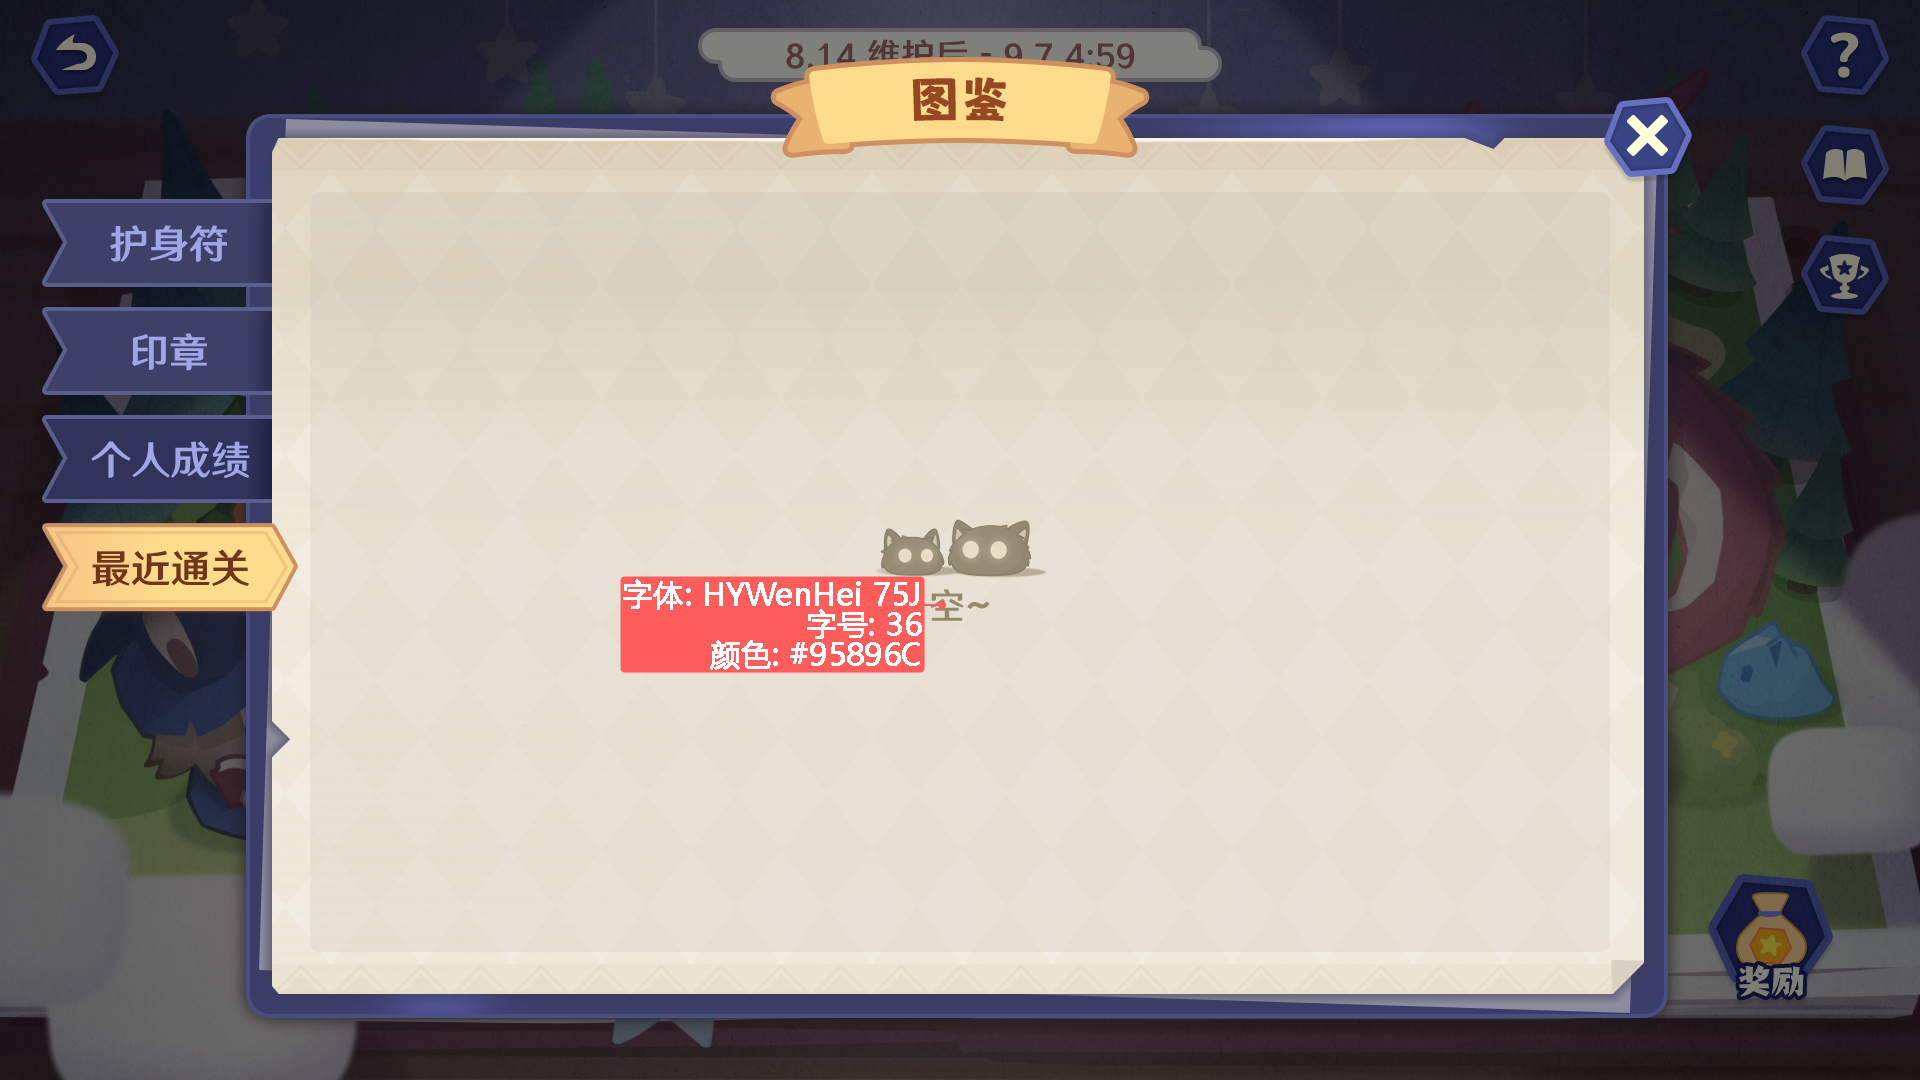 8.14 维护后 - 9.7 4:59
图鉴
护身符
印章
个人成绩
最近通关
字体: HYWenHei 75J
字号: 36
颜色: #95896C
空~
奖励